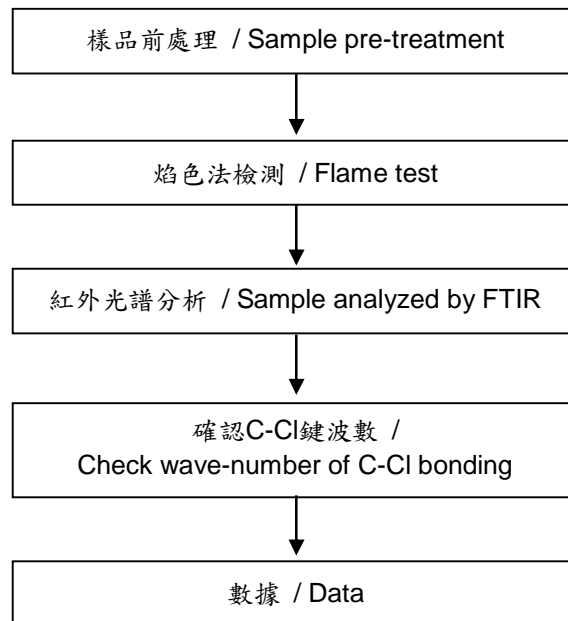 樣品前處理 / Sample pre-treatment
焰色法檢測 / Flame test
紅外光譜分析 / Sample analyzed by FTIR
確認C-Cl鍵波數 /
Check wave-number of C-Cl bonding
數據 / Data